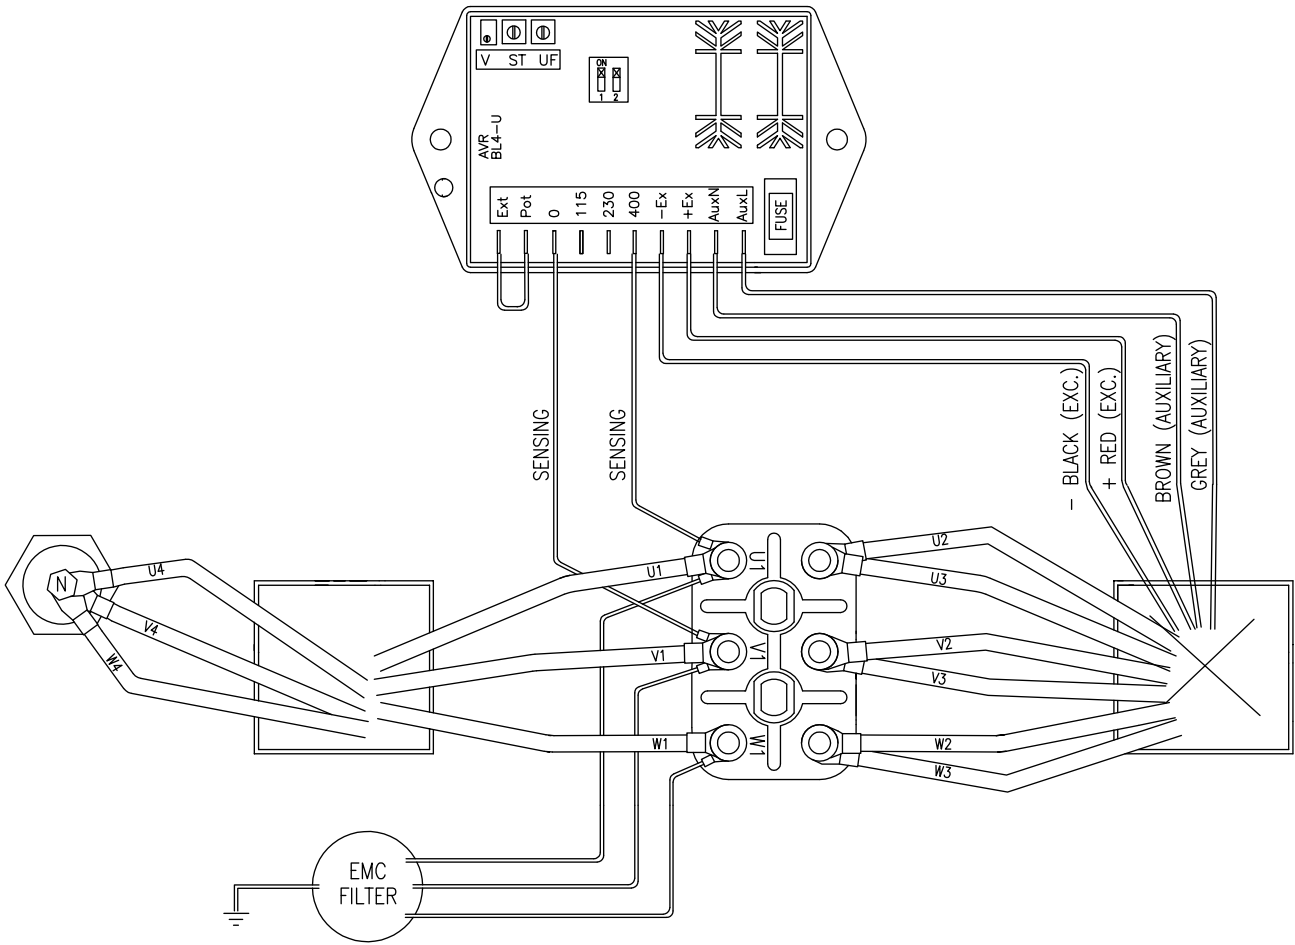 V ST UF
ON
1 2
AVR
BL4-U
Ext
Pot
0
115
230
400
-Ex
+Ex
AuxN
AuxL
FUSE
SENSING
SENSING
- BLACK (EXC.)
+ RED (EXC.)
BROWN (AUXILIARY)
GREY (AUXILIARY)
N
U4
V4
W4
U1
V1
W1
U1
V1
W1
U2
U3
V2
V3
W2
W3
EMC
FILTER